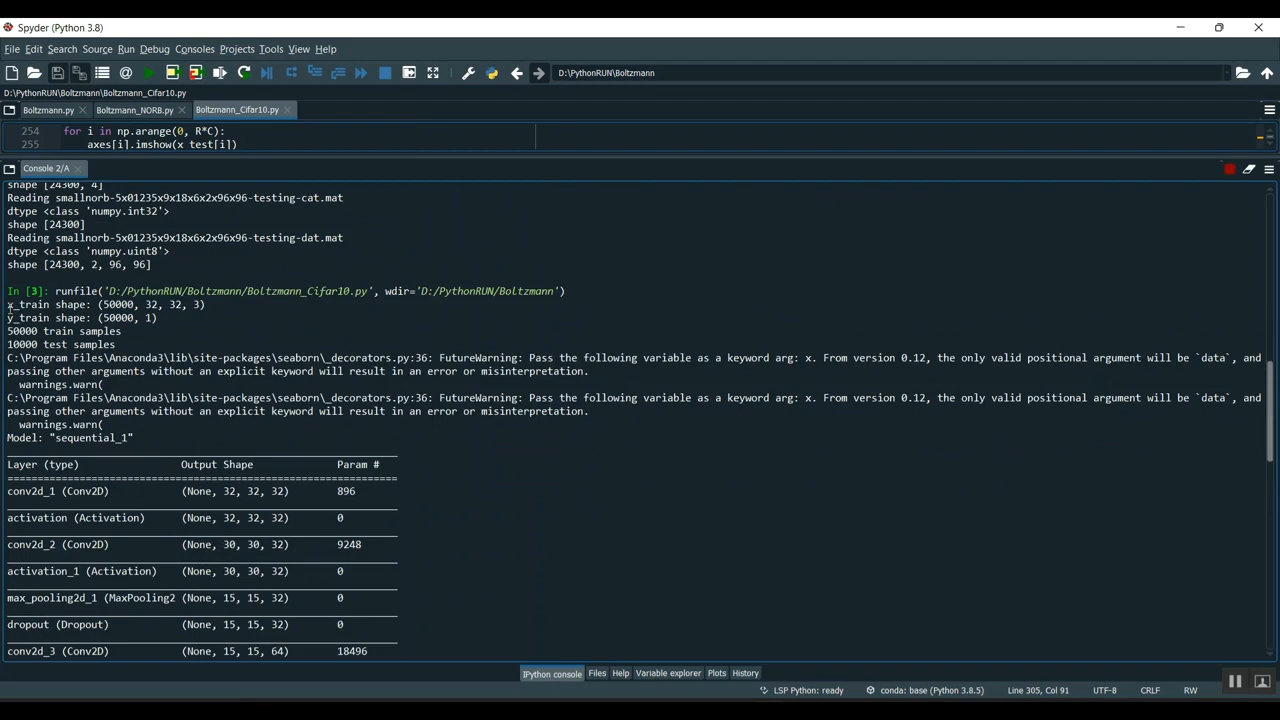 Spyder (Python 3.8)
File Edit Search Source Run Debug Consoles Projects Tools View Help
D:\PythonRUN\Boltzmann
D:\PythonRUN\Boltzmann\Boltzmann_Cifar10.py
Boltzmann.py Boltzmann_NORB.py Boltzmann_Cifar10.py
254 for i in np.arange(0, R*C):
255 axes[i].imshow(x_test[i])
Console 2/A
shape [24300, 4]
Reading smallnorb-5x01235x9x18x6x2x96x96-testing-cat.mat
dtype <class 'numpy.int32'>
shape [24300]
Reading smallnorb-5x01235x9x18x6x2x96x96-testing-dat.mat
dtype <class 'numpy.uint8'>
shape [24300, 2, 96, 96]
In [3]: runfile('D:/PythonRUN/Boltzmann/Boltzmann_Cifar10.py', wdir='D:/PythonRUN/Boltzmann')
x_train shape: (50000, 32, 32, 3)
y_train shape: (50000, 1)
50000 train samples
10000 test samples
C:\Program Files\Anaconda3\lib\site-packages\seaborn\_decorators.py:36: FutureWarning: Pass the following variable as a keyword arg: x. From version 0.12, the only valid positional argument will be `data`, and
passing other arguments without an explicit keyword will result in an error or misinterpretation.
warnings.warn(
C:\Program Files\Anaconda3\lib\site-packages\seaborn\_decorators.py:36: FutureWarning: Pass the following variable as a keyword arg: x. From version 0.12, the only valid positional argument will be `data`, and
passing other arguments without an explicit keyword will result in an error or misinterpretation.
warnings.warn(
Model: "sequential_1"
Layer (type) Output Shape Param #
conv2d_1 (Conv2D) (None, 32, 32, 32) 896
activation (Activation) (None, 32, 32, 32) 0
conv2d_2 (Conv2D) (None, 30, 30, 32) 9248
activation_1 (Activation) (None, 30, 30, 32) 0
max_pooling2d_1 (MaxPooling2 (None, 15, 15, 32) 0
dropout (Dropout) (None, 15, 15, 32) 0
conv2d_3 (Conv2D) (None, 15, 15, 64) 18496
IPython console Files Help Variable explorer Plots History
LSP Python: ready conda: base (Python 3.8.5) Line 305, Col 91 UTF-8 CRLF RW